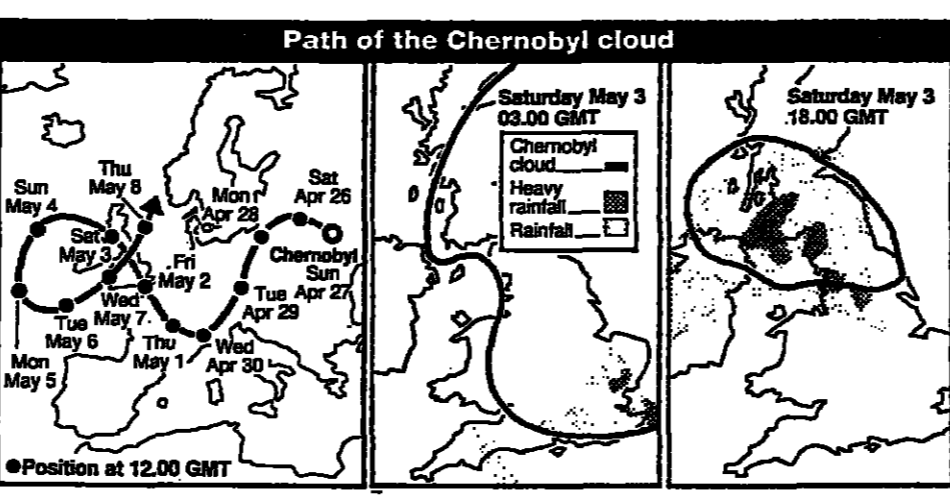 Path of the Chernobyl cloud
Thu
May 8
Sun
May 4
Sat
May 3
Mon
Apr 28
Sat
Apr 26
Chernobyl
Sun
Apr 27
Fri
May 2
Tue
Apr 29
Wed
May 7
Tue
May 6
Thu
May 1
Wed
Apr 30
Mon
May 5
●Position at 12.00 GMT
Saturday May 3
03.00 GMT
Chernobyl
cloud
Heavy
rainfall
Rainfall
Saturday May 3
18.00 GMT